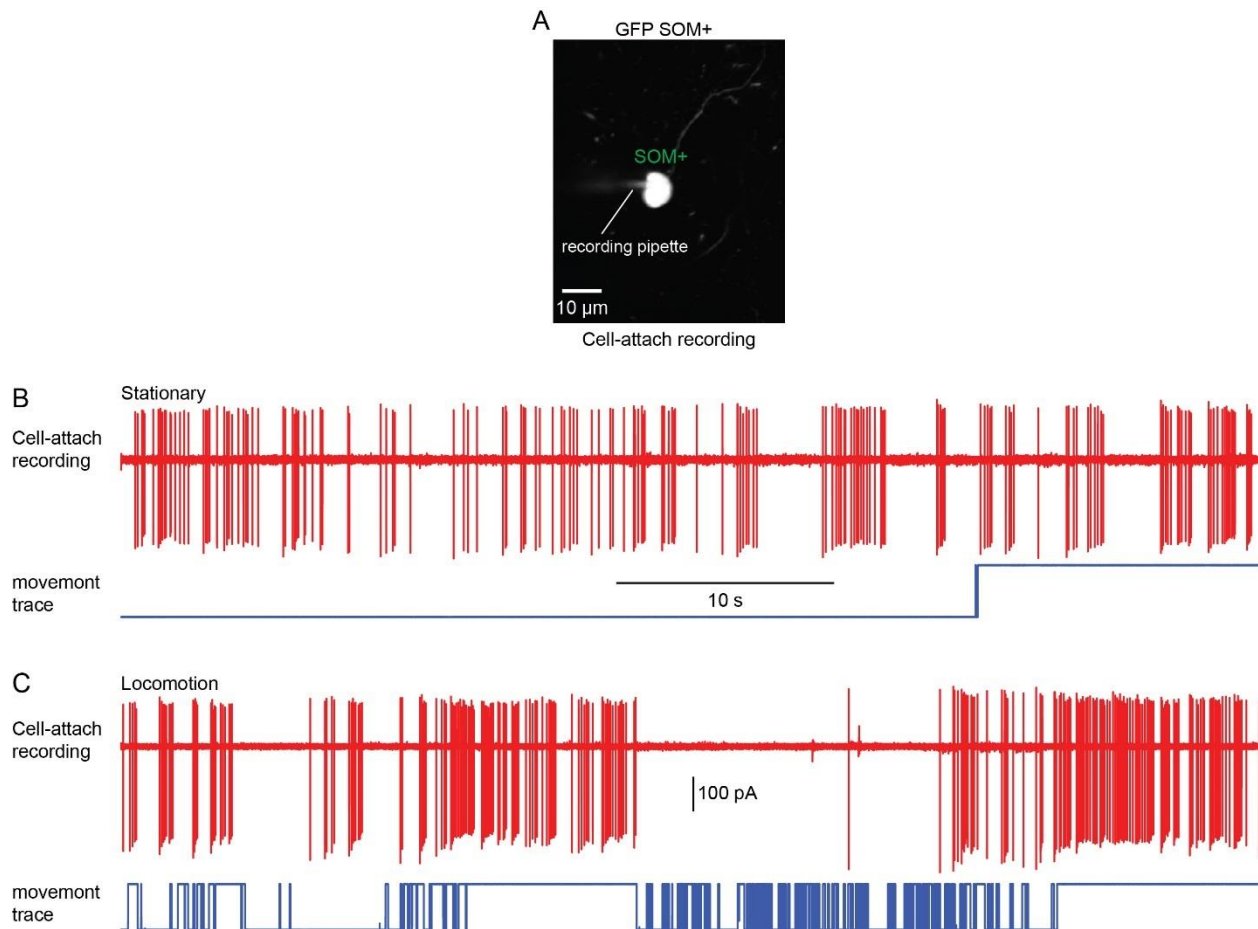 A
GFP SOM+
SOM+
recording pipette
10 µm
Cell-attach recording
B
Stationary
Cell-attach
recording
movemont
trace
10 s
C
Locomotion
Cell-attach
recording
100 pA
movemont
trace